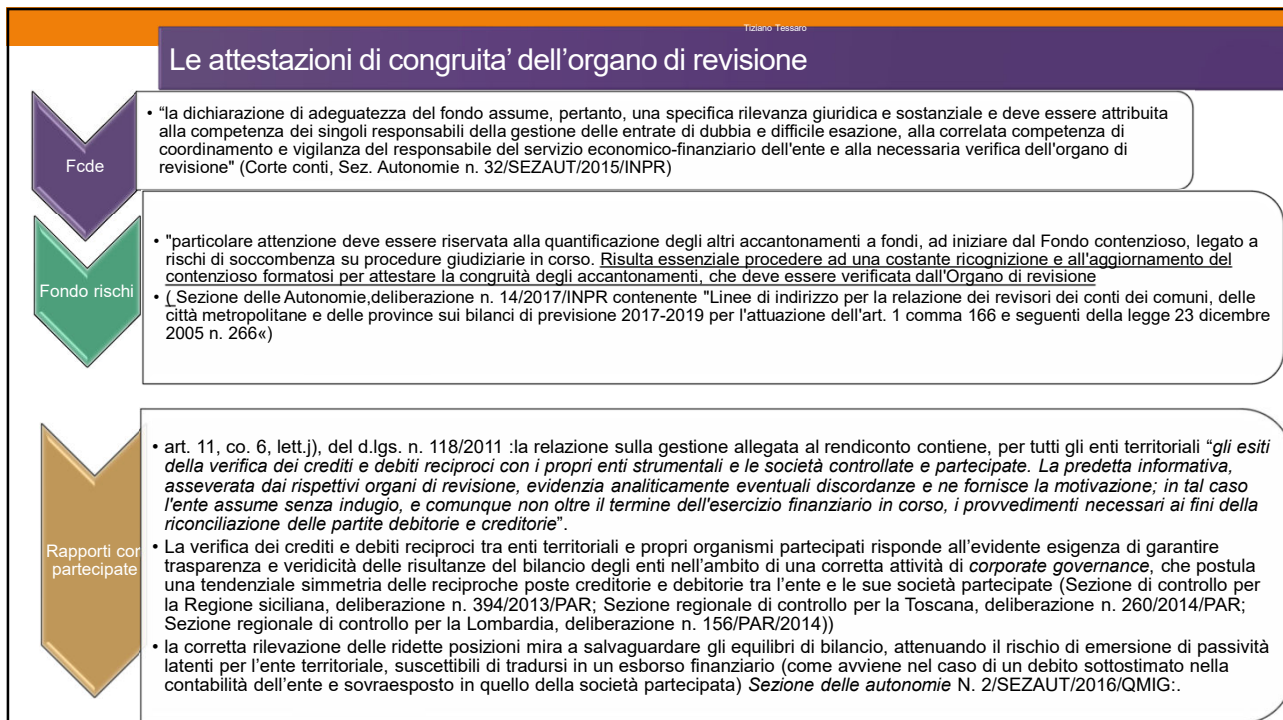 Tiziano Tessaro
Le attestazioni di congruita’ dell’organo di revisione
Fcde
• “la dichiarazione di adeguatezza del fondo assume, pertanto, una specifica rilevanza giuridica e sostanziale e deve essere attribuita
alla competenza dei singoli responsabili della gestione delle entrate di dubbia e difficile esazione, alla correlata competenza di
coordinamento e vigilanza del responsabile del servizio economico-finanziario dell'ente e alla necessaria verifica dell'organo di
revisione" (Corte conti, Sez. Autonomie n. 32/SEZAUT/2015/INPR)
Fondo rischi
• "particolare attenzione deve essere riservata alla quantificazione degli altri accantonamenti a fondi, ad iniziare dal Fondo contenzioso, legato a
rischi di soccombenza su procedure giudiziarie in corso. Risulta essenziale procedere ad una costante ricognizione e all'aggiornamento del
contenzioso formatosi per attestare la congruità degli accantonamenti, che deve essere verificata dall'Organo di revisione
• ( Sezione delle Autonomie,deliberazione n. 14/2017/INPR contenente "Linee di indirizzo per la relazione dei revisori dei conti dei comuni, delle
città metropolitane e delle province sui bilanci di previsione 2017-2019 per l'attuazione dell'art. 1 comma 166 e seguenti della legge 23 dicembre
2005 n. 266«)
Rapporti con
partecipate
• art. 11, co. 6, lett.j), del d.lgs. n. 118/2011 :la relazione sulla gestione allegata al rendiconto contiene, per tutti gli enti territoriali “gli esiti
della verifica dei crediti e debiti reciproci con i propri enti strumentali e le società controllate e partecipate. La predetta informativa,
asseverata dai rispettivi organi di revisione, evidenzia analiticamente eventuali discordanze e ne fornisce la motivazione; in tal caso
l'ente assume senza indugio, e comunque non oltre il termine dell'esercizio finanziario in corso, i provvedimenti necessari ai fini della
riconciliazione delle partite debitorie e creditorie”.
• La verifica dei crediti e debiti reciproci tra enti territoriali e propri organismi partecipati risponde all’evidente esigenza di garantire
trasparenza e veridicità delle risultanze del bilancio degli enti nell’ambito di una corretta attività di corporate governance, che postula
una tendenziale simmetria delle reciproche poste creditorie e debitorie tra l’ente e le sue società partecipate (Sezione di controllo per
la Regione siciliana, deliberazione n. 394/2013/PAR; Sezione regionale di controllo per la Toscana, deliberazione n. 260/2014/PAR;
Sezione regionale di controllo per la Lombardia, deliberazione n. 156/PAR/2014))
• la corretta rilevazione delle ridette posizioni mira a salvaguardare gli equilibri di bilancio, attenuando il rischio di emersione di passività
latenti per l’ente territoriale, suscettibili di tradursi in un esborso finanziario (come avviene nel caso di un debito sottostimato nella
contabilità dell’ente e sovraesposto in quello della società partecipata) Sezione delle autonomie N. 2/SEZAUT/2016/QMIG:.